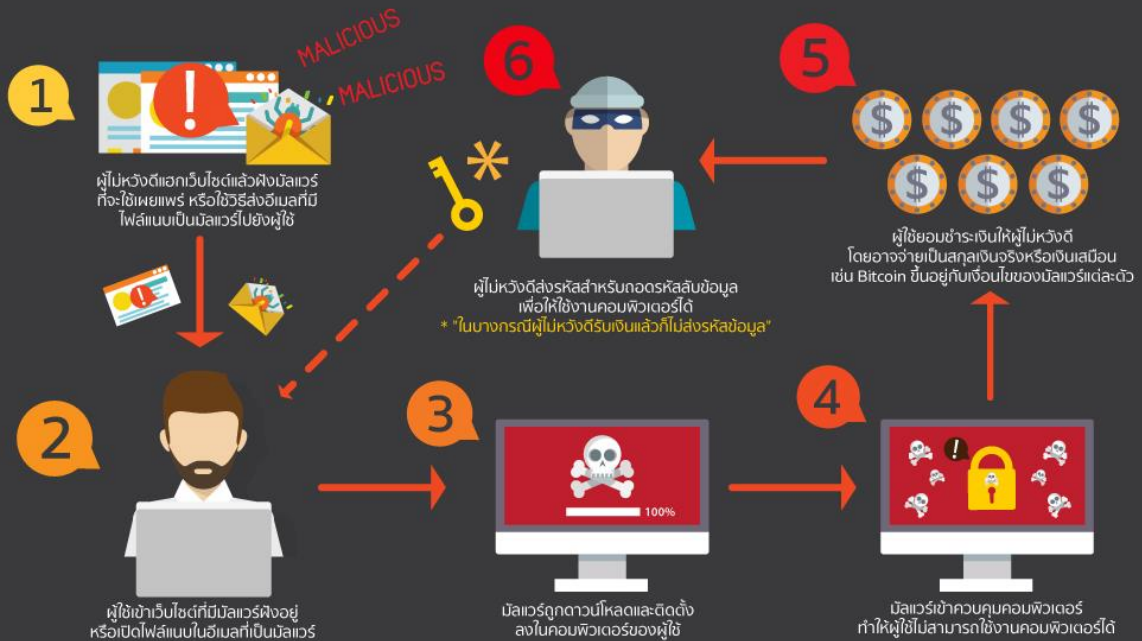 1
MALICIOUS
MALICIOUS
ผู้ไม่หวังดีแฮกเว็บไซต์แล้วฝังมัลแวร์
ที่จะใช้เผยแพร่ หรือใช้วิธีส่งอีเมลที่มี
ไฟล์แนบเป็นมัลแวร์ไปยังผู้ใช้
2
ผู้ใช้เข้าเว็บไซต์ที่มีมัลแวร์ฝังอยู่
หรือเปิดไฟล์แนบในอีเมลที่เป็นมัลแวร์
3
100%
มัลแวร์ถูกดาวน์โหลดและติดตั้ง
ลงในคอมพิวเตอร์ของผู้ใช้
4
มัลแวร์เข้าควบคุมคอมพิวเตอร์
ทำให้ผู้ใช้ไม่สามารถใช้งานคอมพิวเตอร์ได้
5
$ $ $ $
$ $ $
ผู้ใช้ยอมชำระเงินให้ผู้ไม่หวังดี
โดยอาจจ่ายเป็นสกุลเงินจริงหรือเงินเสมือน
เช่น Bitcoin ขึ้นอยู่กับเงื่อนไขของมัลแวร์แต่ละตัว
6
*
ผู้ไม่หวังดีส่งรหัสสำหรับถอดรหัสลับข้อมูล
เพื่อให้ใช้งานคอมพิวเตอร์ได้
* "ในบางกรณีผู้ไม่หวังดีรับเงินแล้วก็ไม่ส่งรหัสข้อมูล"